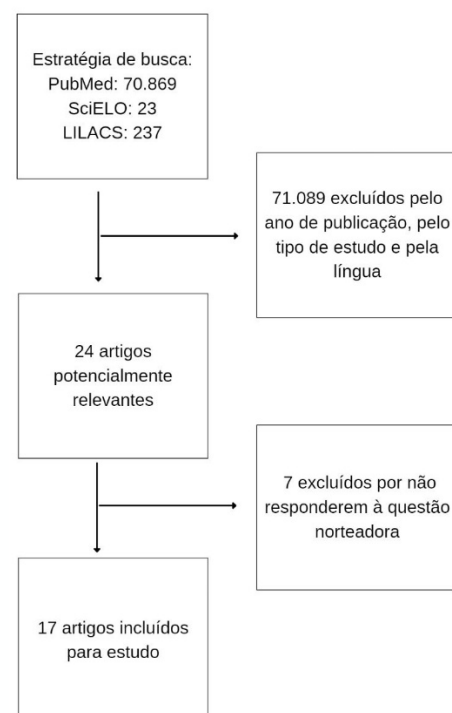 Estratégia de busca:
PubMed: 70.869
SciELO: 23
LILACS: 237
71.089 excluídos pelo
ano de publicação, pelo
tipo de estudo e pela
língua
24 artigos
potencialmente
relevantes
7 excluídos por não
responderem à questão
norteadora
17 artigos incluídos
para estudo